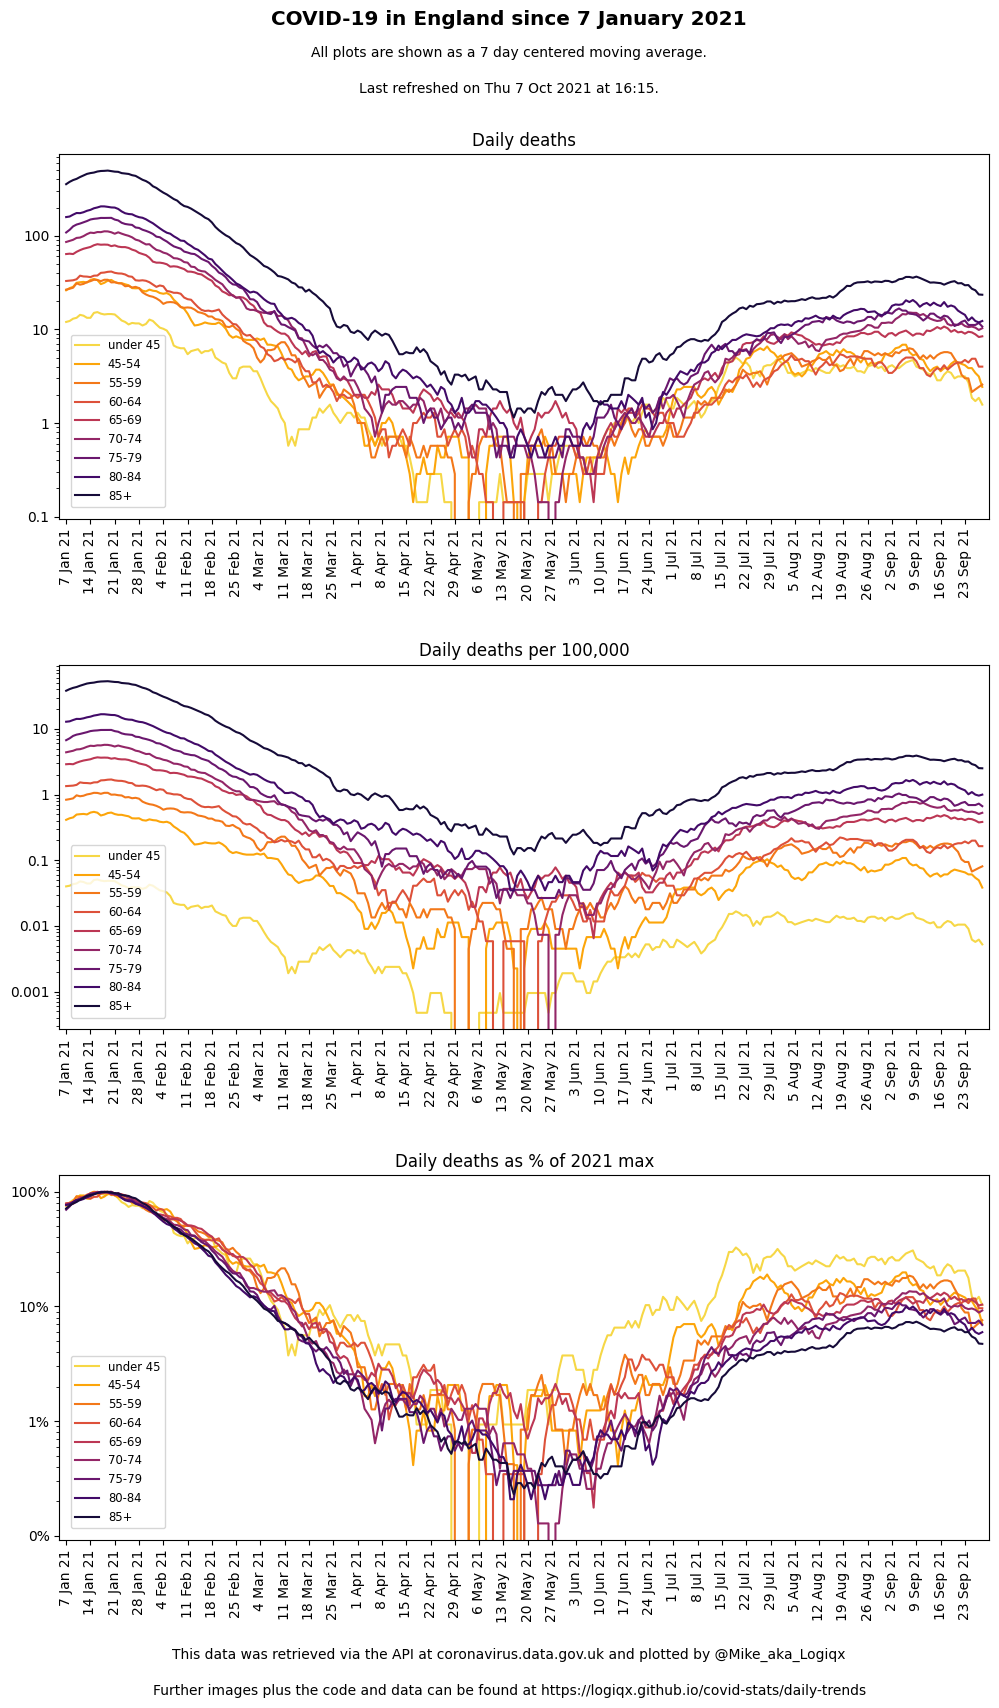 COVID-19 in England since 7 January 2021
All plots are shown as a 7 day centered moving average.
Last refreshed on Thu 7 Oct 2021 at 16:15.
Daily deaths
100
10
1
0.1
under 45
45-54
55-59
60-64
65-69
70-74
75-79
80-84
85+
7 Jan 21
14 Jan 21
21 Jan 21
28 Jan 21
4 Feb 21
11 Feb 21
18 Feb 21
25 Feb 21
4 Mar 21
11 Mar 21
18 Mar 21
25 Mar 21
1 Apr 21
8 Apr 21
15 Apr 21
22 Apr 21
29 Apr 21
6 May 21
13 May 21
20 May 21
27 May 21
3 Jun 21
10 Jun 21
17 Jun 21
24 Jun 21
1 Jul 21
8 Jul 21
15 Jul 21
22 Jul 21
29 Jul 21
5 Aug 21
12 Aug 21
19 Aug 21
26 Aug 21
2 Sep 21
9 Sep 21
16 Sep 21
23 Sep 21
Daily deaths per 100,000
10
1
0.1
0.01
0.001
under 45
45-54
55-59
60-64
65-69
70-74
75-79
80-84
85+
7 Jan 21
14 Jan 21
21 Jan 21
28 Jan 21
4 Feb 21
11 Feb 21
18 Feb 21
25 Feb 21
4 Mar 21
11 Mar 21
18 Mar 21
25 Mar 21
1 Apr 21
8 Apr 21
15 Apr 21
22 Apr 21
29 Apr 21
6 May 21
13 May 21
20 May 21
27 May 21
3 Jun 21
10 Jun 21
17 Jun 21
24 Jun 21
1 Jul 21
8 Jul 21
15 Jul 21
22 Jul 21
29 Jul 21
5 Aug 21
12 Aug 21
19 Aug 21
26 Aug 21
2 Sep 21
9 Sep 21
16 Sep 21
23 Sep 21
Daily deaths as % of 2021 max
100%
10%
1%
0%
under 45
45-54
55-59
60-64
65-69
70-74
75-79
80-84
85+
7 Jan 21
14 Jan 21
21 Jan 21
28 Jan 21
4 Feb 21
11 Feb 21
18 Feb 21
25 Feb 21
4 Mar 21
11 Mar 21
18 Mar 21
25 Mar 21
1 Apr 21
8 Apr 21
15 Apr 21
22 Apr 21
29 Apr 21
6 May 21
13 May 21
20 May 21
27 May 21
3 Jun 21
10 Jun 21
17 Jun 21
24 Jun 21
1 Jul 21
8 Jul 21
15 Jul 21
22 Jul 21
29 Jul 21
5 Aug 21
12 Aug 21
19 Aug 21
26 Aug 21
2 Sep 21
9 Sep 21
16 Sep 21
23 Sep 21
This data was retrieved via the API at coronavirus.data.gov.uk and plotted by @Mike_aka_Logiqx
Further images plus the code and data can be found at https://logiqx.github.io/covid-stats/daily-trends